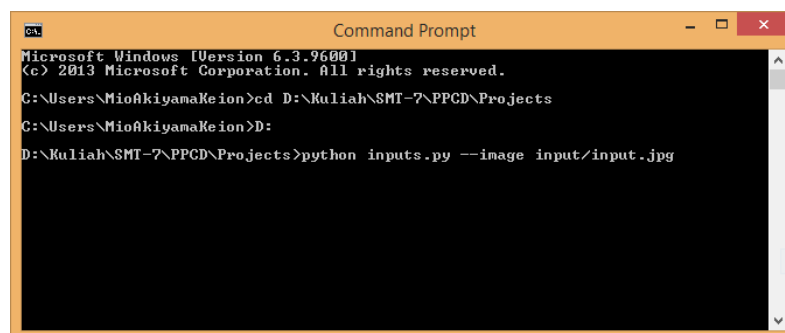 Command Prompt
Microsoft Windows [Version 6.3.9600]
(c) 2013 Microsoft Corporation. All rights reserved.
C:\Users\MioAkiyamaKeion>cd D:\Kuliah\SMT-7\PPCD\Projects
C:\Users\MioAkiyamaKeion>D:
D:\Kuliah\SMT-7\PPCD\Projects>python inputs.py --image input/input.jpg